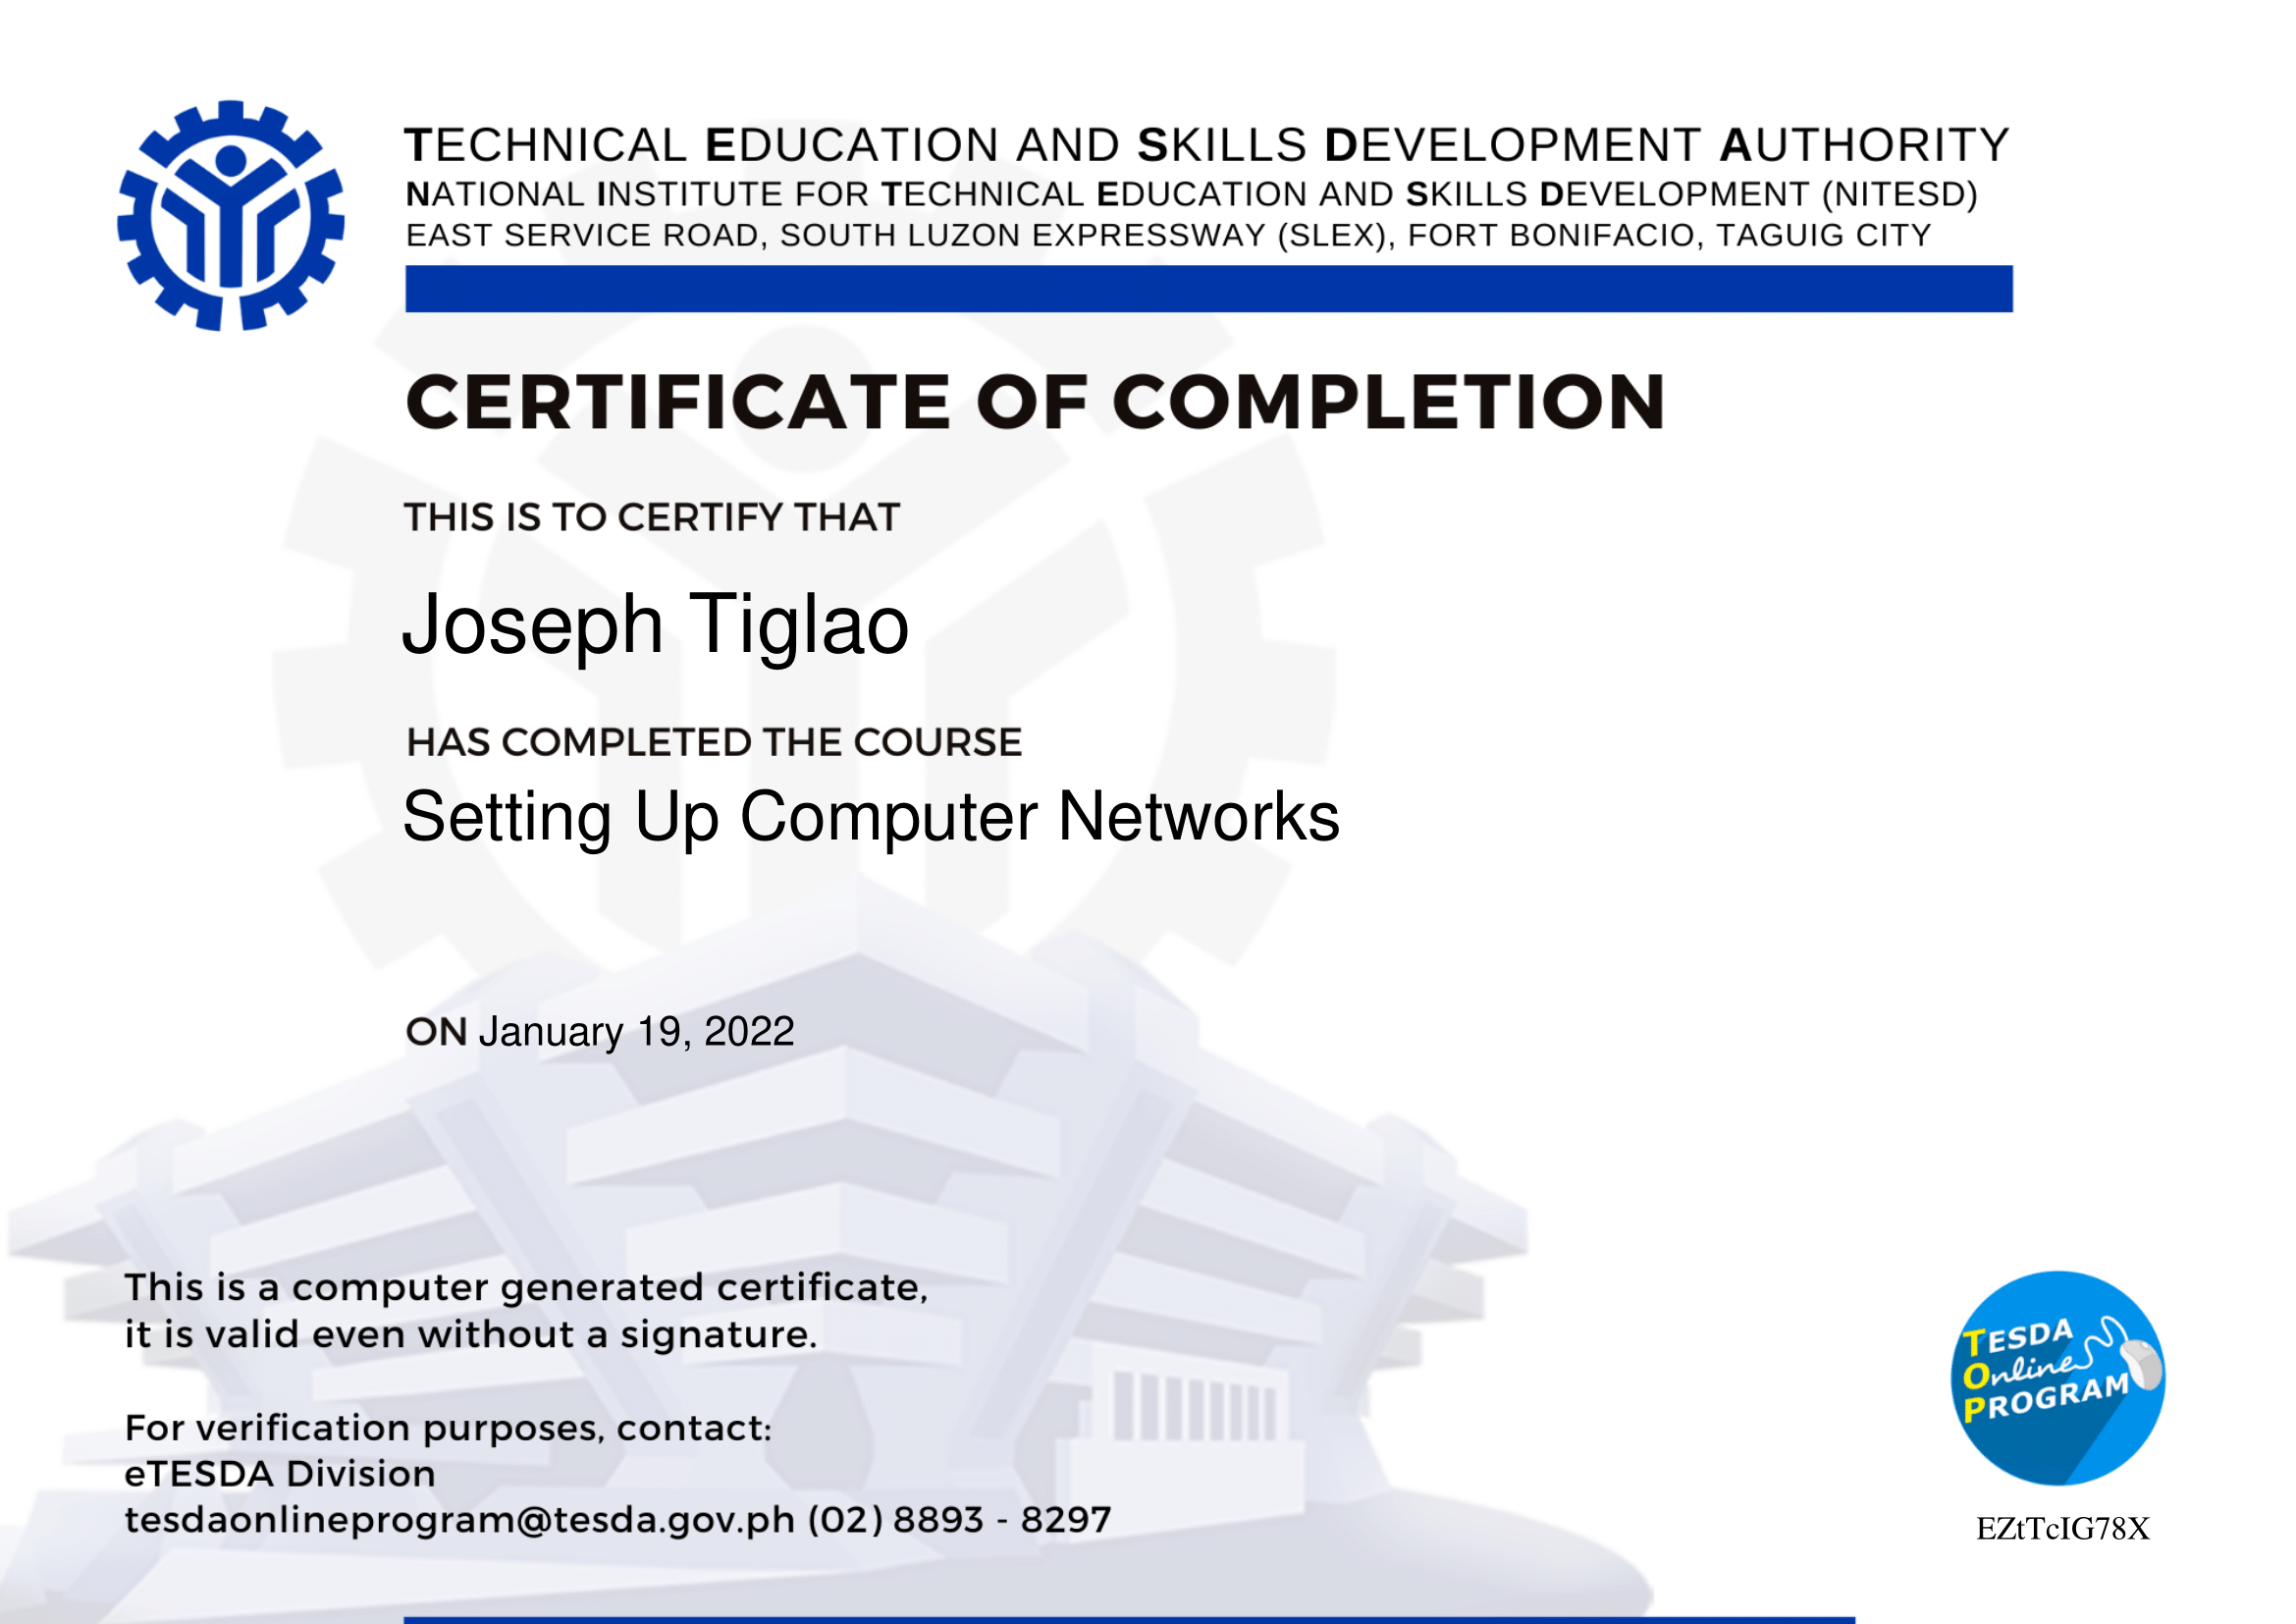 TECHNICAL EDUCATION AND SKILLS DEVELOPMENT AUTHORITY
NATIONAL INSTITUTE FOR TECHNICAL EDUCATION AND SKILLS DEVELOPMENT (NITESD)
EAST SERVICE ROAD, SOUTH LUZON EXPRESSWAY (SLEX), FORT BONIFACIO, TAGUIG CITY
CERTIFICATE OF COMPLETION
THIS IS TO CERTIFY THAT
Joseph Tiglao
HAS COMPLETED THE COURSE
Setting Up Computer Networks
ON January 19, 2022
This is a computer generated certificate,
it is valid even without a signature.
For verification purposes, contact:
eTESDA Division
tesdaonlineprogram@tesda.gov.ph (02) 8893 - 8297
TESDA
Online
PROGRAM
EZtTcIG78X